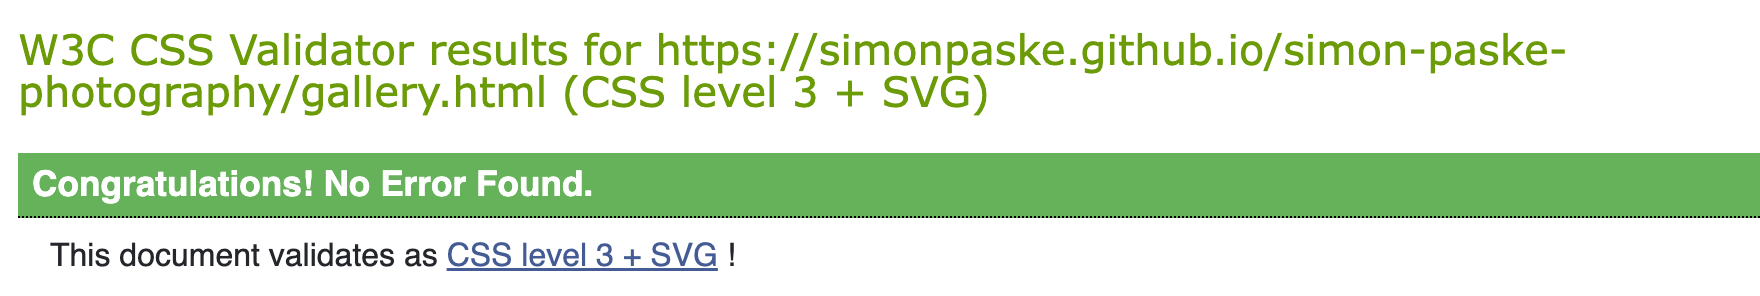 W3C CSS Validator results for https://simonpaske.github.io/simon-paske-
photography/gallery.html (CSS level 3 + SVG)
Congratulations! No Error Found.
This document validates as CSS level 3 + SVG !